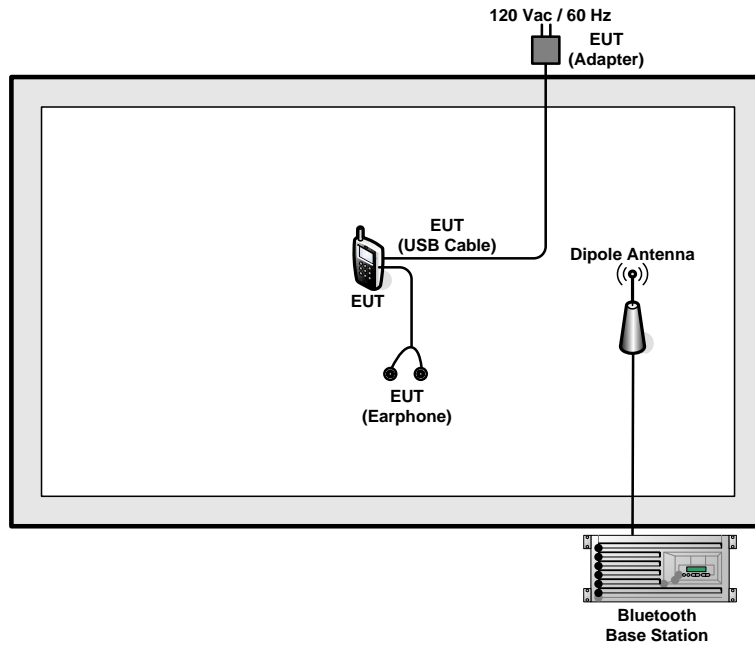 120 Vac / 60 Hz
EUT
(Adapter)
EUT
(USB Cable)
Dipole Antenna
EUT
EUT
(Earphone)
Bluetooth
Base Station